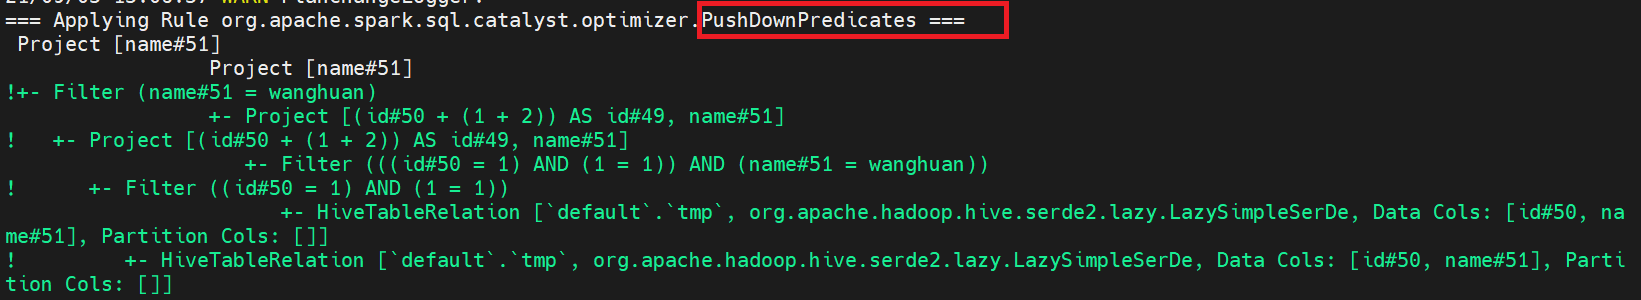 === Applying Rule org.apache.spark.sql.catalyst.optimizer.PushDownPredicates ===
Project [name#51]
Project [name#51]
!+- Filter (name#51 = wanghuan)
+- Project [(id#50 + (1 + 2)) AS id#49, name#51]
!   +- Project [(id#50 + (1 + 2)) AS id#49, name#51]
+- Filter (((id#50 = 1) AND (1 = 1)) AND (name#51 = wanghuan))
!      +- Filter ((id#50 = 1) AND (1 = 1))
+- HiveTableRelation [`default`.`tmp`, org.apache.hadoop.hive.serde2.lazy.LazySimpleSerDe, Data Cols: [id#50, na
me#51], Partition Cols: []]
!         +- HiveTableRelation [`default`.`tmp`, org.apache.hadoop.hive.serde2.lazy.LazySimpleSerDe, Data Cols: [id#50, name#51], Parti
tion Cols: []]